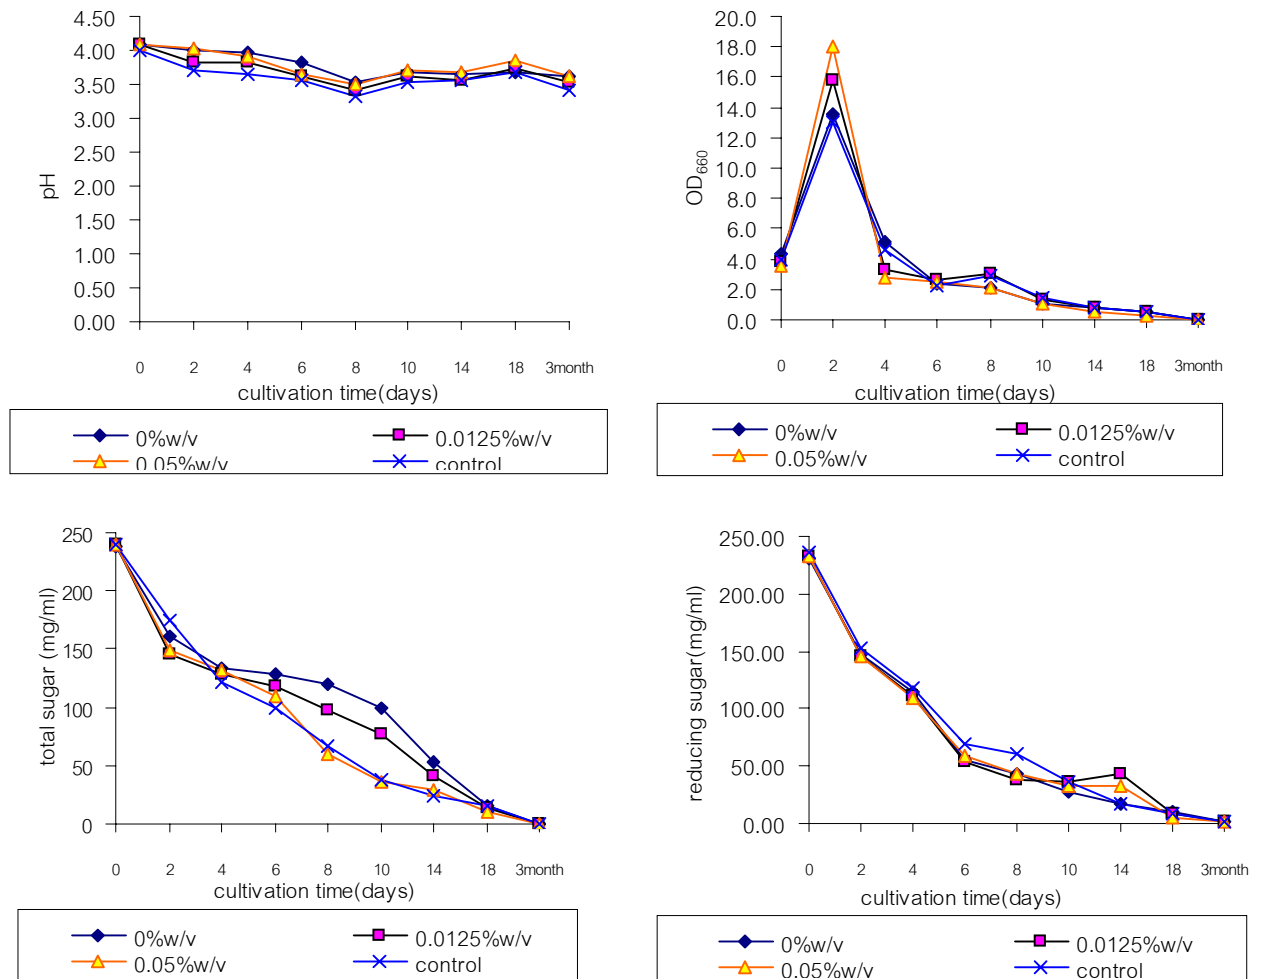 4.50
4.00
3.50
3.00
2.50
2.00
1.50
1.00
0.50
0.00
pH
0 2 4 6 8 10 14 18 3month
cultivation time(days)
0%w/v 0.0125%w/v
0.05%w/v control
20.0
18.0
16.0
14.0
12.0
10.0
8.0
6.0
4.0
2.0
0.0
OD660
0 2 4 6 8 10 14 18 3month
cultivation time(days)
0%w/v 0.0125%w/v
0.05%w/v control
250
200
150
100
50
0
total sugar (mg/ml)
0 2 4 6 8 10 14 18 3month
cultivation time(days)
0%w/v 0.0125%w/v
0.05%w/v control
250.00
200.00
150.00
100.00
50.00
0.00
reducing sugar(mg/ml)
0 2 4 6 8 10 14 18 3month
cultivation time(days)
0%w/v 0.0125%w/v
0.05%w/v control